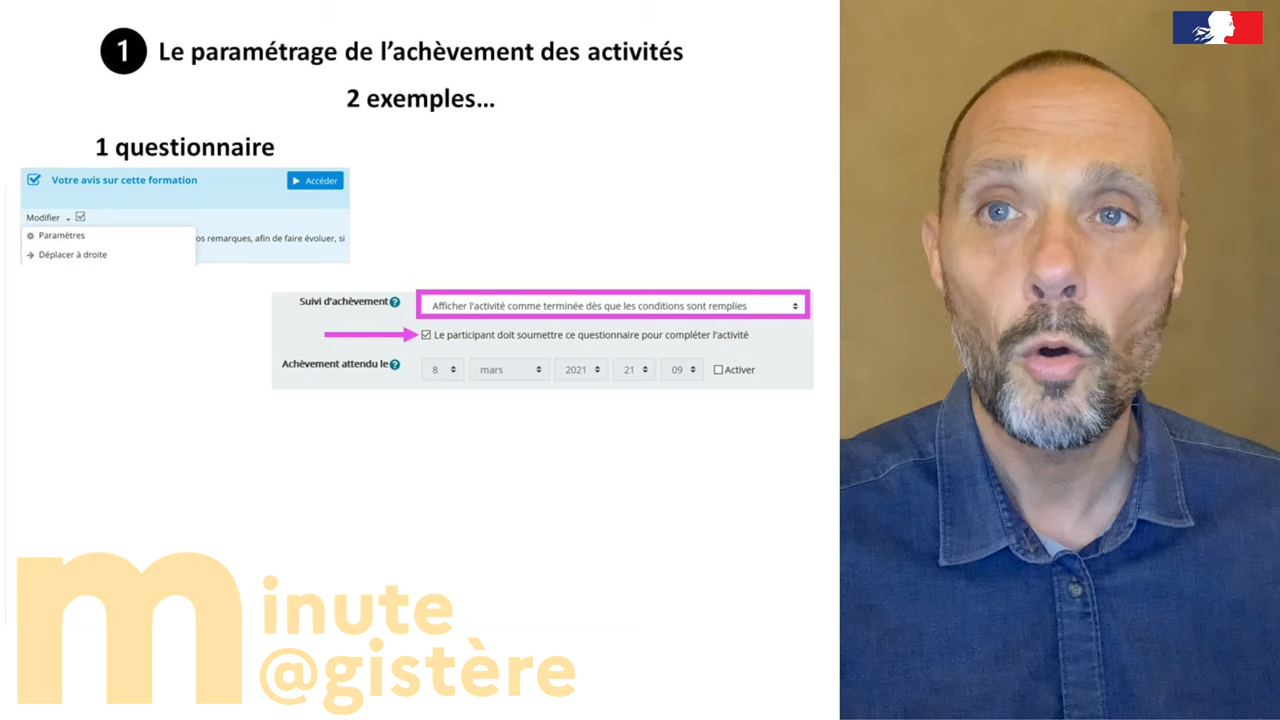 1 Le paramétrage de l’achèvement des activités
2 exemples...
1 questionnaire
Votre avis sur cette formation
Accéder
Modifier
Paramètres
os remarques, afin de faire évoluer, si
Déplacer à droite
Suivi d'achèvement ?
Afficher l'activité comme terminée dès que les conditions sont remplies
Le participant doit soumettre ce questionnaire pour compléter l'activité
Achèvement attendu le ?
8 mars 2021 21 09 Activer
minute
@gistère